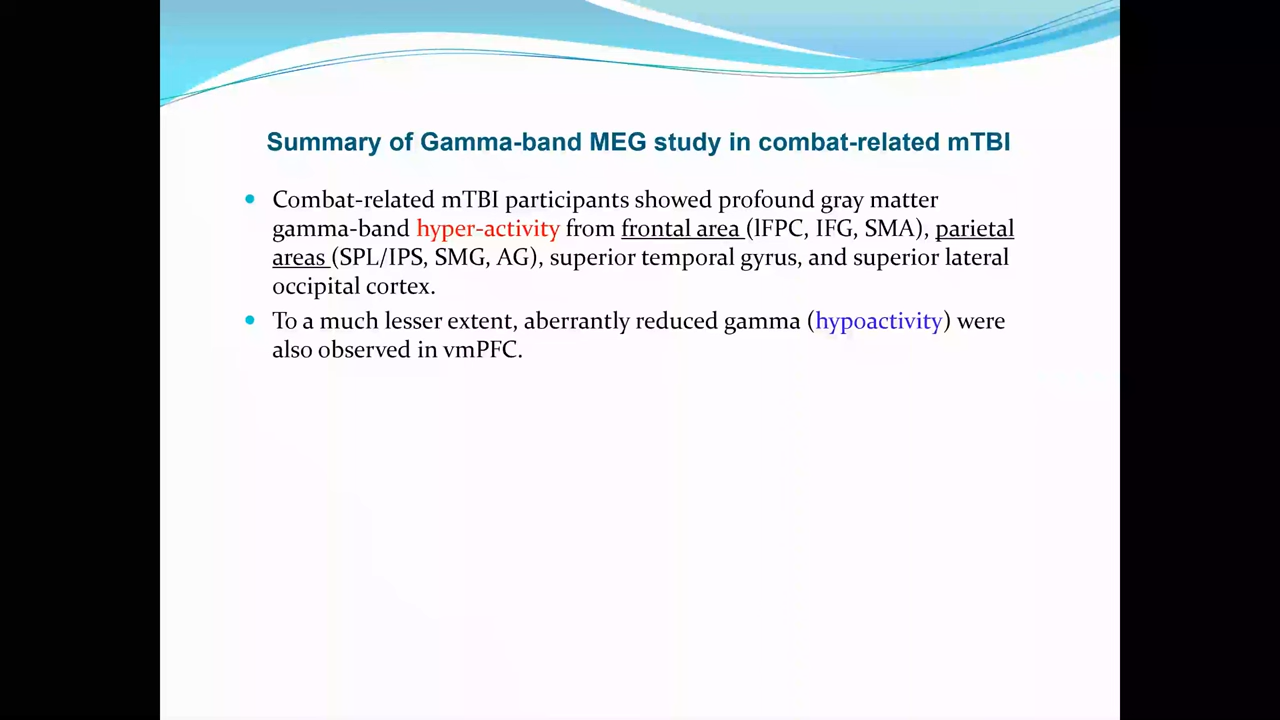 Summary of Gamma-band MEG study in combat-related mTBI
• Combat-related mTBI participants showed profound gray matter
gamma-band hyper-activity from frontal area (lFPC, IFG, SMA), parietal
areas (SPL/IPS, SMG, AG), superior temporal gyrus, and superior lateral
occipital cortex.
• To a much lesser extent, aberrantly reduced gamma (hypoactivity) were
also observed in vmPFC.